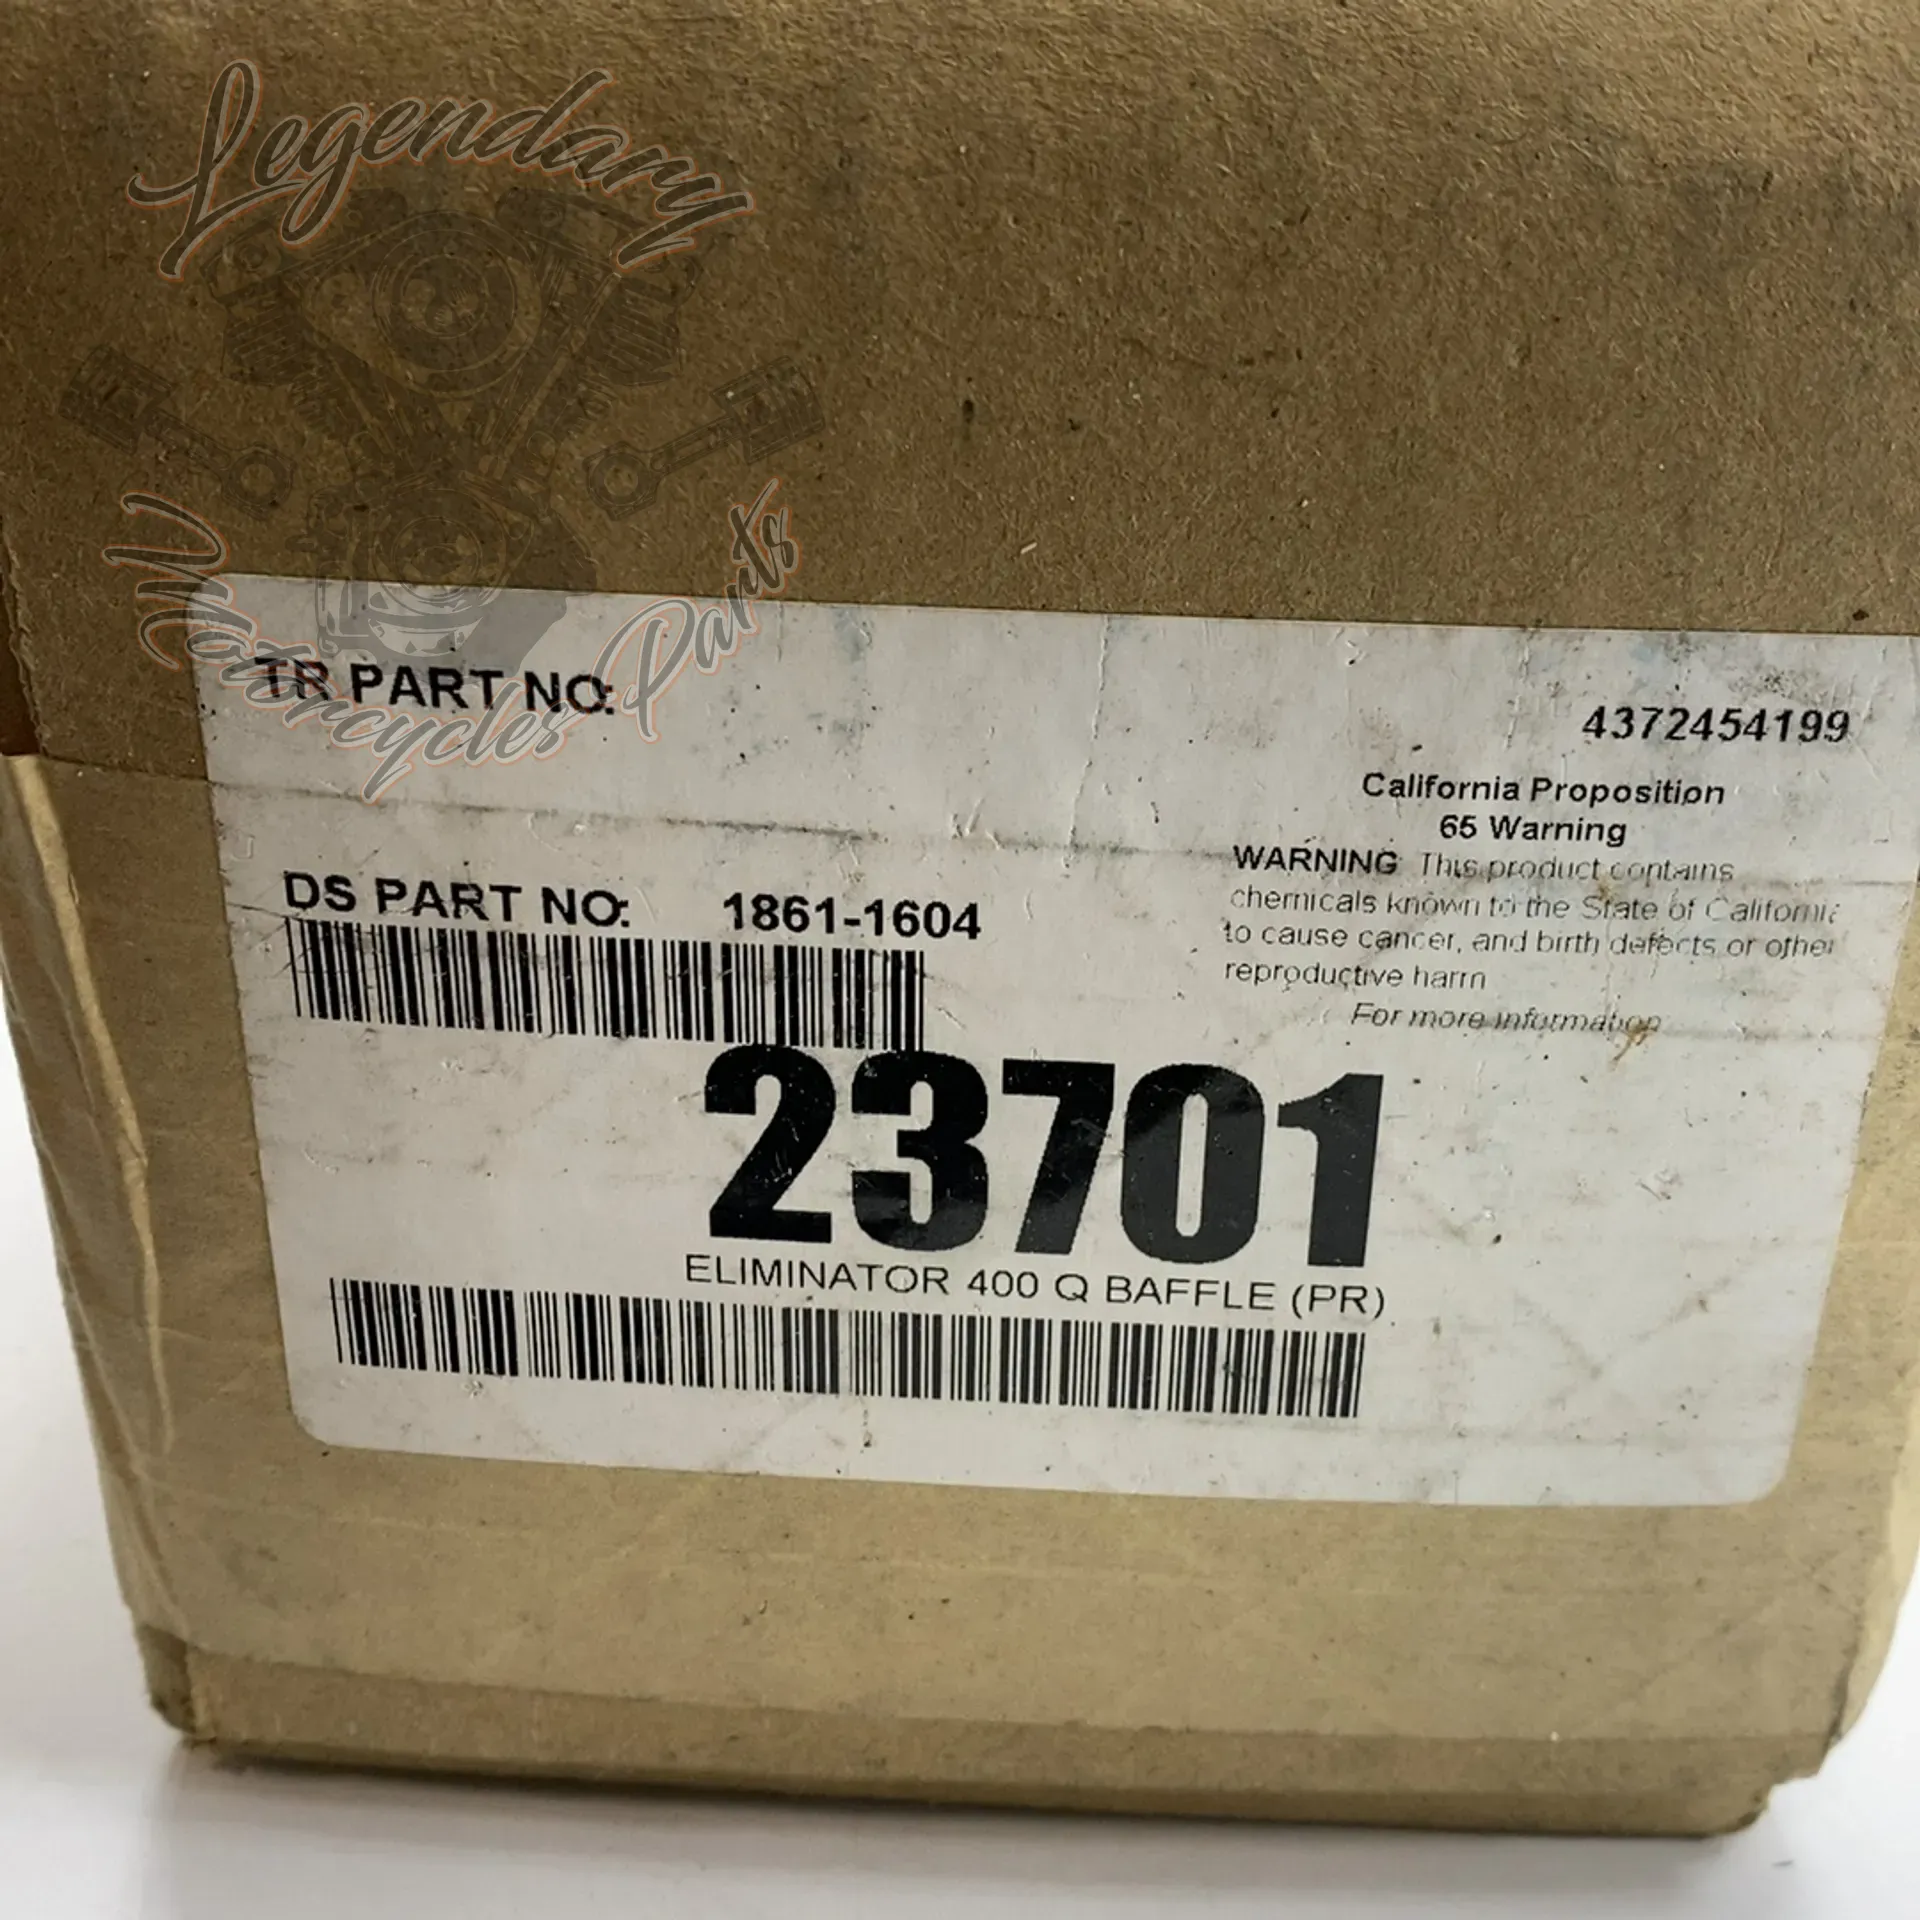 Legendary
Motorcycles Parts
TR PART NO:
4372454199
California Proposition
65 Warning
WARNING This product contains
chemicals known to the State of California
to cause cancer, and birth defects or other
reproductive harm
For more information
DS PART NO: 1861-1604
23701
ELIMINATOR 400 Q BAFFLE (PR)